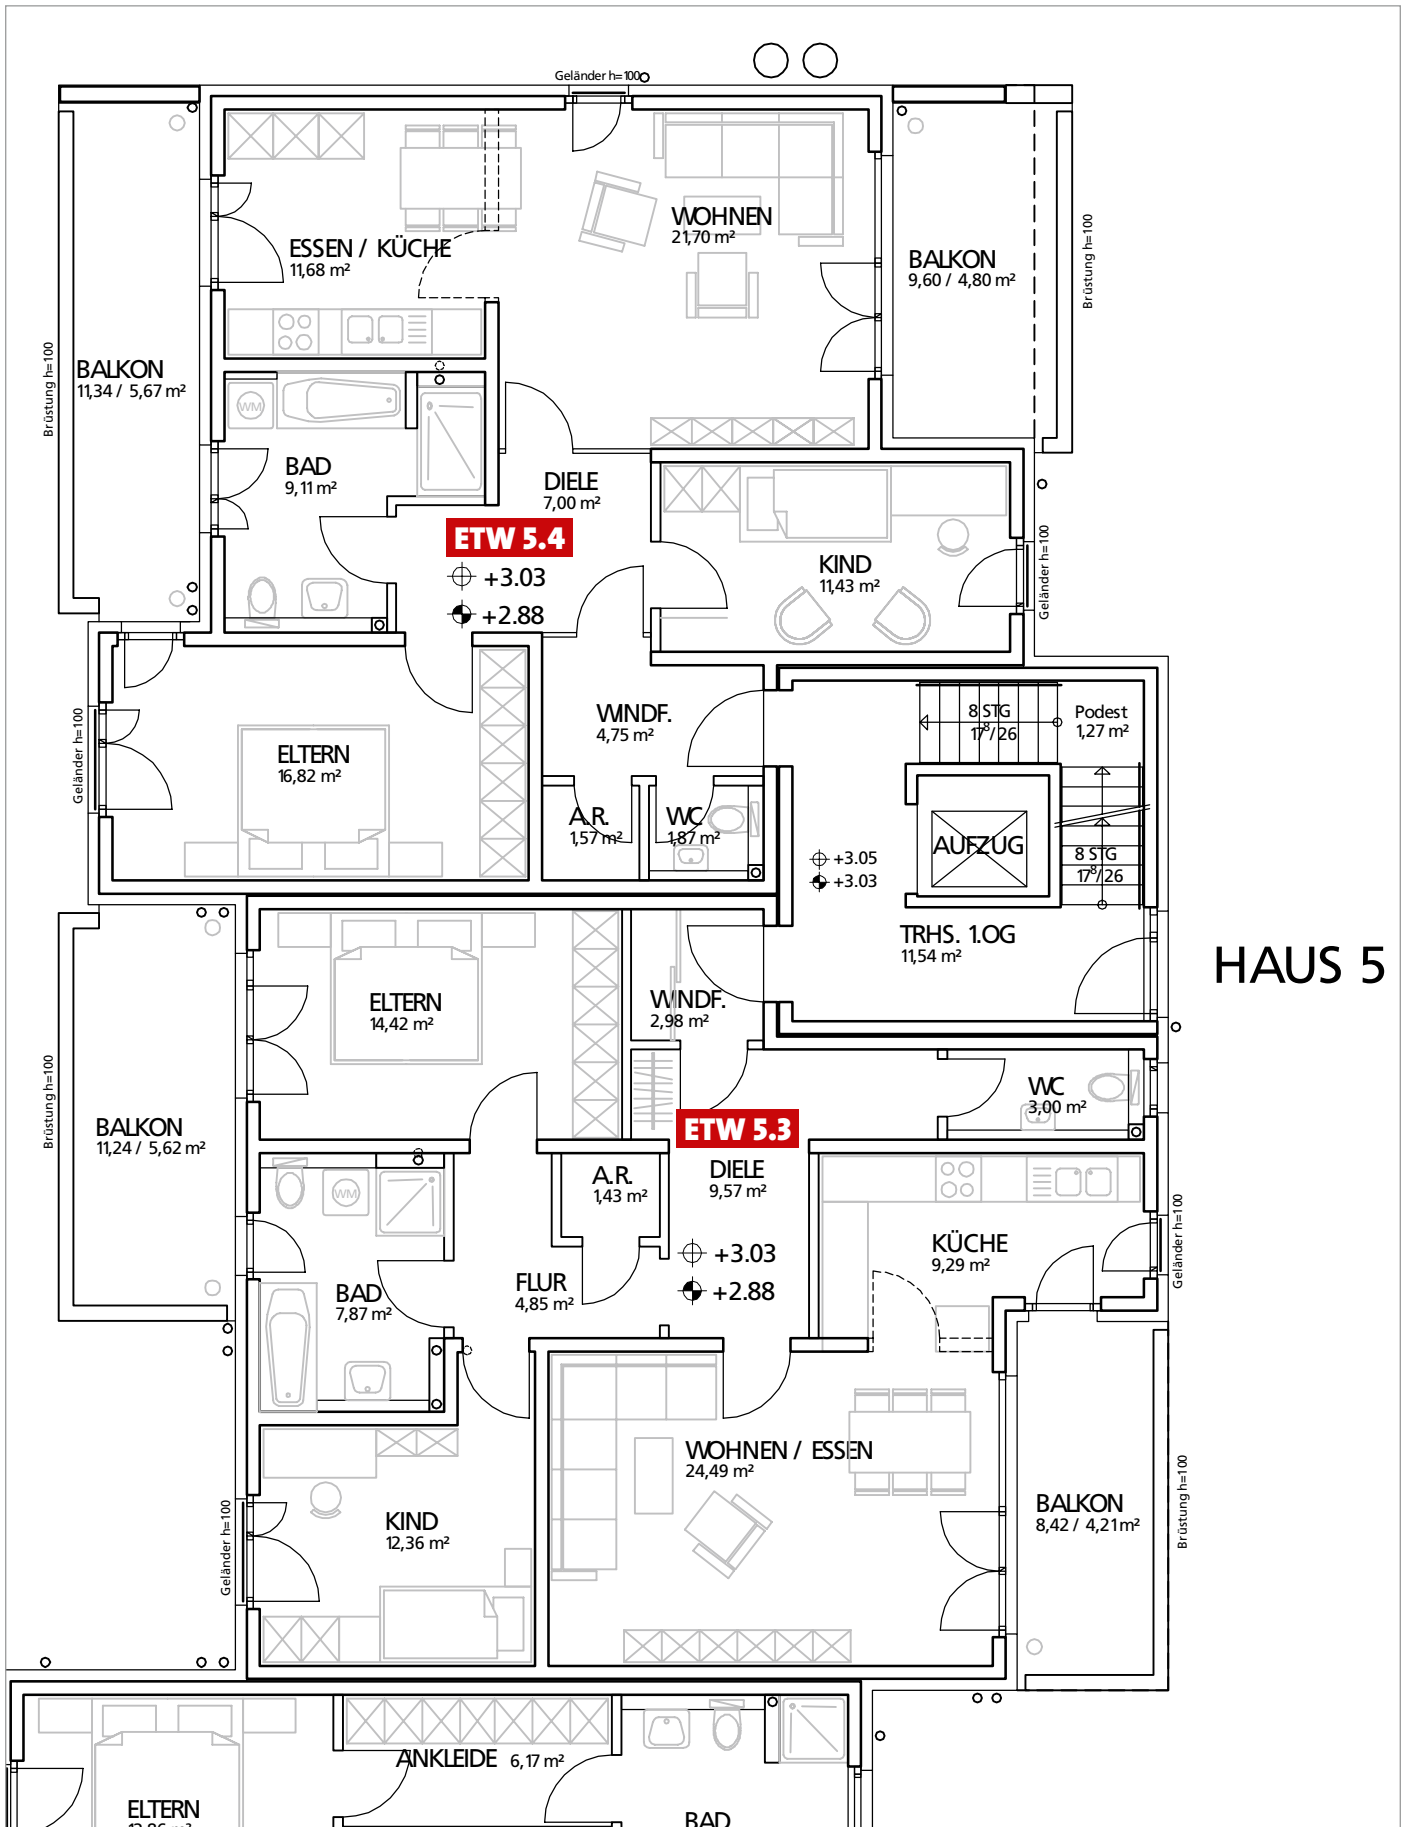 Geländer h=100
ESSEN / KÜCHE
11,68 m²
WOHNEN
21,70 m²
BALKON
9,60 / 4,80 m²
Brüstung h=100
Brüstung h=100
BALKON
11,34 / 5,67 m²
WM
BAD
9,11 m²
DIELE
7,00 m²
ETW 5.4
+3.03
+2.88
KIND
11,43 m²
Geländer h=100
Geländer h=100
ELTERN
16,82 m²
WINDF.
4,75 m²
8 STG
17⁸/26
Podest
1,27 m²
A.R.
1,57 m²
WC
1,87 m²
AUFZUG
8 STG
17⁸/26
+3.05
+3.03
TRHS. 1.OG
11,54 m²
HAUS 5
ELTERN
14,42 m²
WINDF.
2,98 m²
Brüstung h=100
BALKON
11,24 / 5,62 m²
WC
3,00 m²
ETW 5.3
DIELE
9,57 m²
A.R.
1,43 m²
WM
KÜCHE
9,29 m²
Geländer h=100
+3.03
+2.88
FLUR
4,85 m²
BAD
7,87 m²
WOHNEN / ESSEN
24,49 m²
BALKON
8,42 / 4,21m²
Brüstung h=100
KIND
12,36 m²
Geländer h=100
ANKLEIDE 6,17 m²
ELTERN
BAD